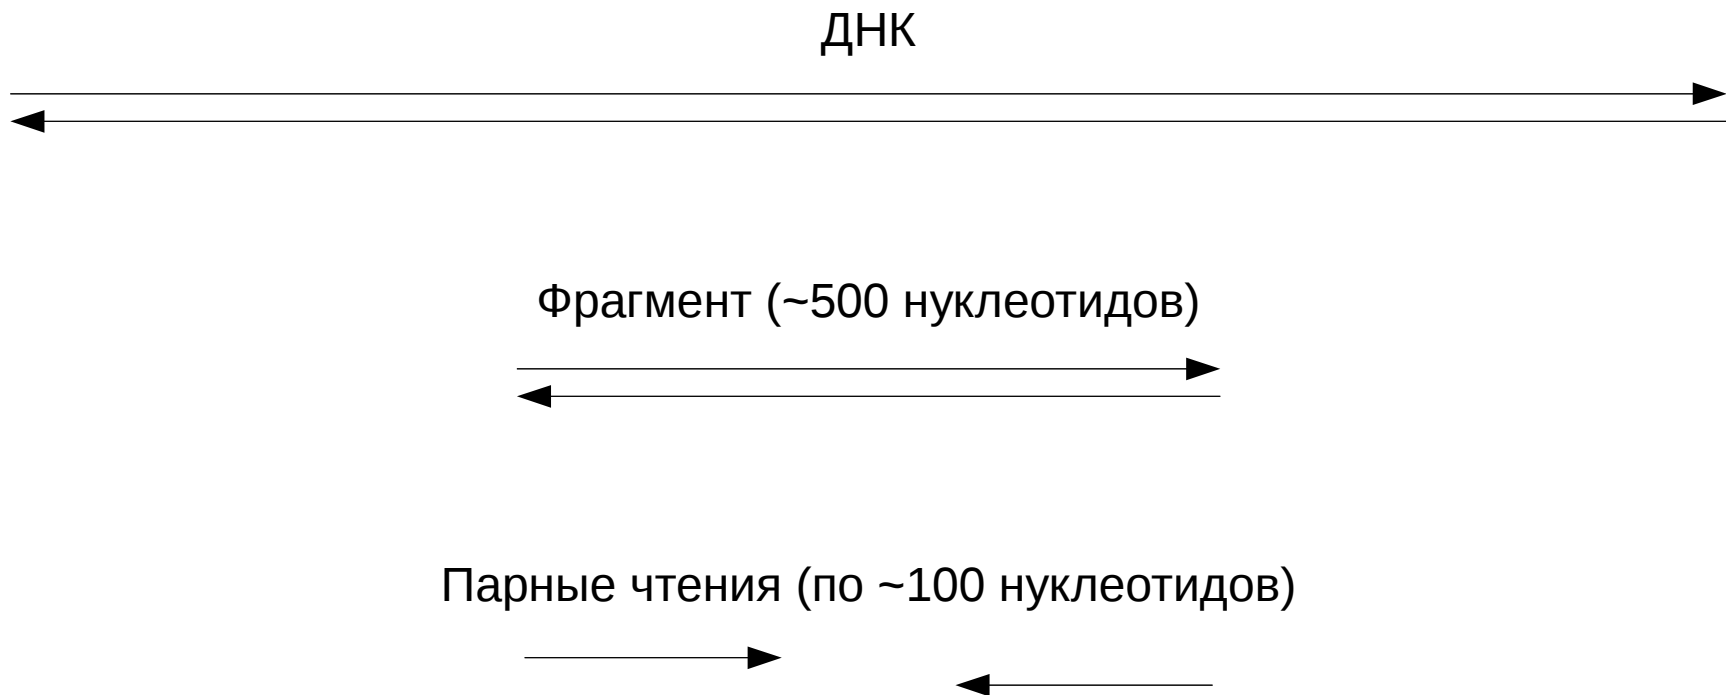 ДНК
Фрагмент (~500 нуклеотидов)
Парные чтения (по ~100 нуклеотидов)